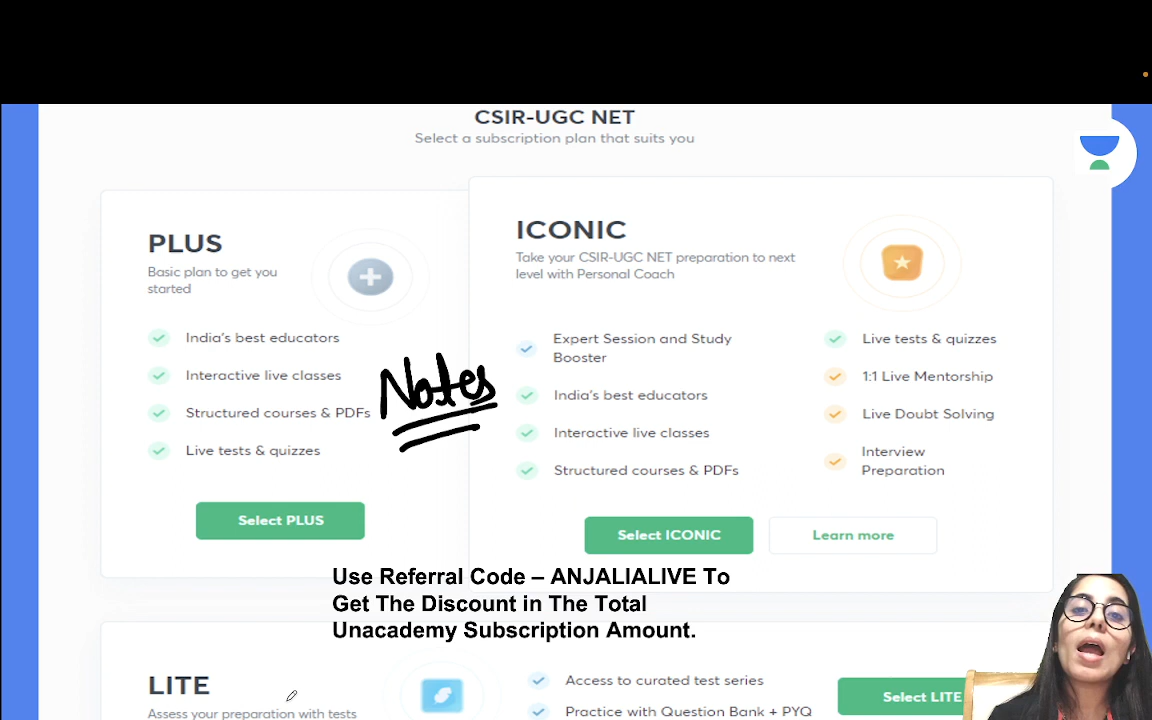 CSIR-UGC NET
Select a subscription plan that suits you
PLUS
Basic plan to get you
started
India's best educators
Interactive live classes
Structured courses & PDFs
Live tests & quizzes
Select PLUS
Notes
ICONIC
Take your CSIR-UGC NET preparation to next
level with Personal Coach
Expert Session and Study
Booster
India's best educators
Interactive live classes
Structured courses & PDFs
Live tests & quizzes
1:1 Live Mentorship
Live Doubt Solving
Interview
Preparation
Select ICONIC
Learn more
Use Referral Code – ANJALIALIVE To
Get The Discount in The Total
Unacademy Subscription Amount.
LITE
Assess your preparation with tests
Access to curated test series
Practice with Question Bank + PYQ
Select LITE